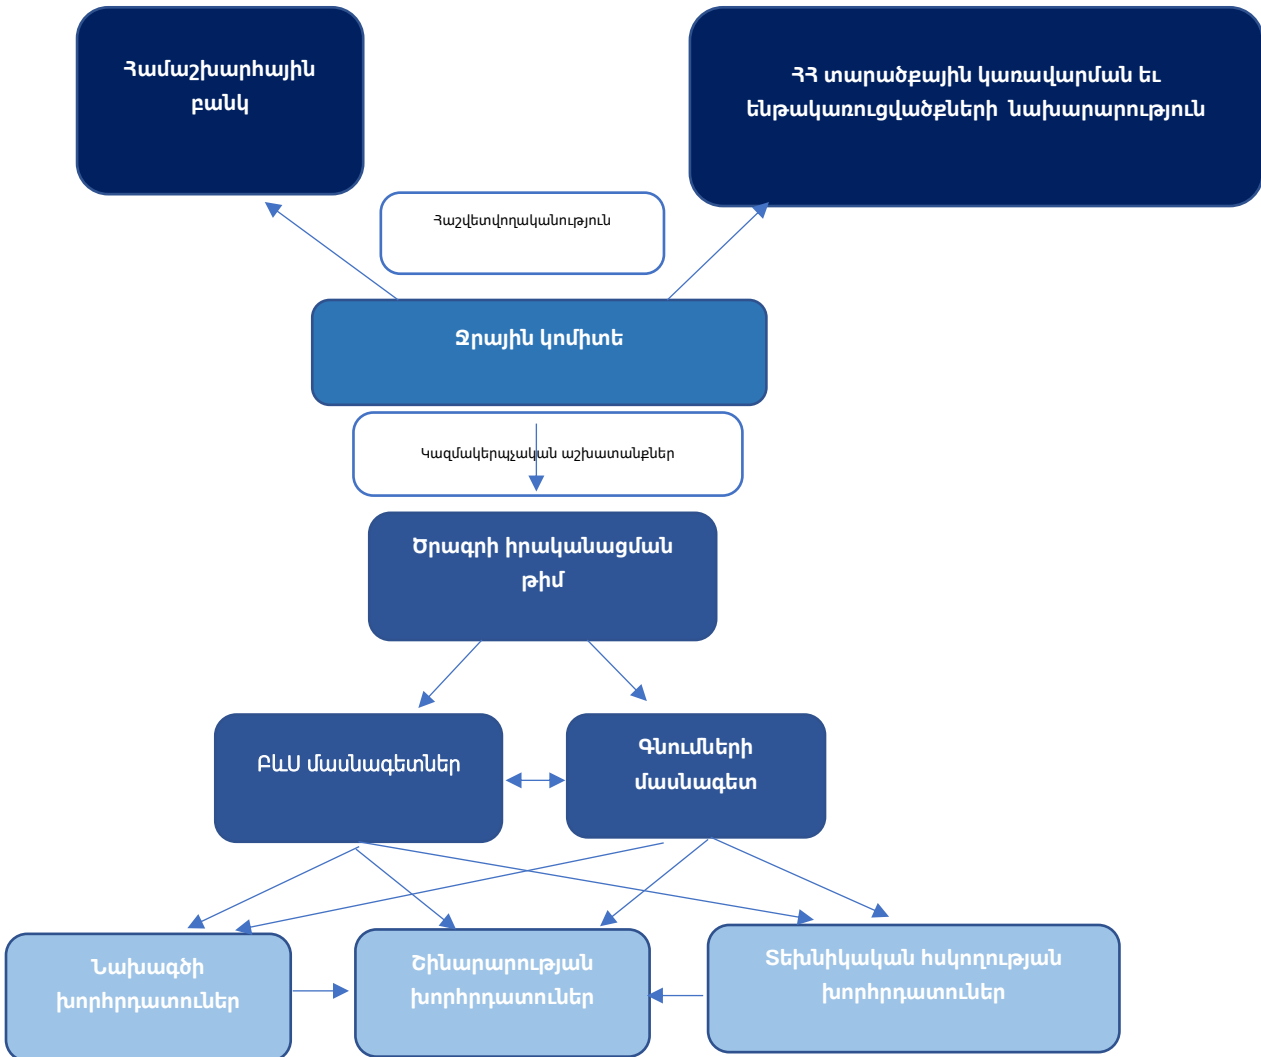 Համաշխարհային
բանկ
ՀՀ տարածքային կառավարման եւ
ենթակառուցվածքների նախարարություն
Հաշվետվողականություն
Ջրային կոմիտե
Կազմակերպչական աշխատանքներ
Ծրագրի իրականացման
թիմ
ԲևՍ մասնագետներ
Գնումների
մասնագետ
Նախագծի
խորհրդատուներ
Շինարարության
խորհրդատուներ
Տեխնիկական հսկողության
խորհրդատուներ